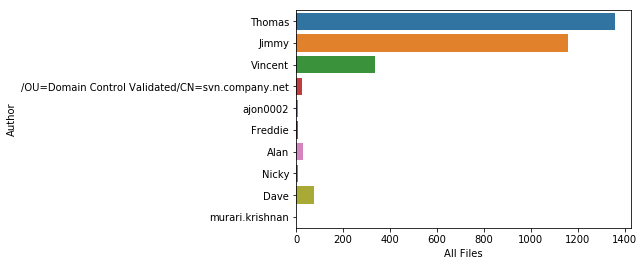 Thomas
Jimmy
Vincent
/OU=Domain Control Validated/CN=svn.company.net
ajon0002
Freddie
Alan
Nicky
Dave
murari.krishnan
Author
0 200 400 600 800 1000 1200 1400
All Files